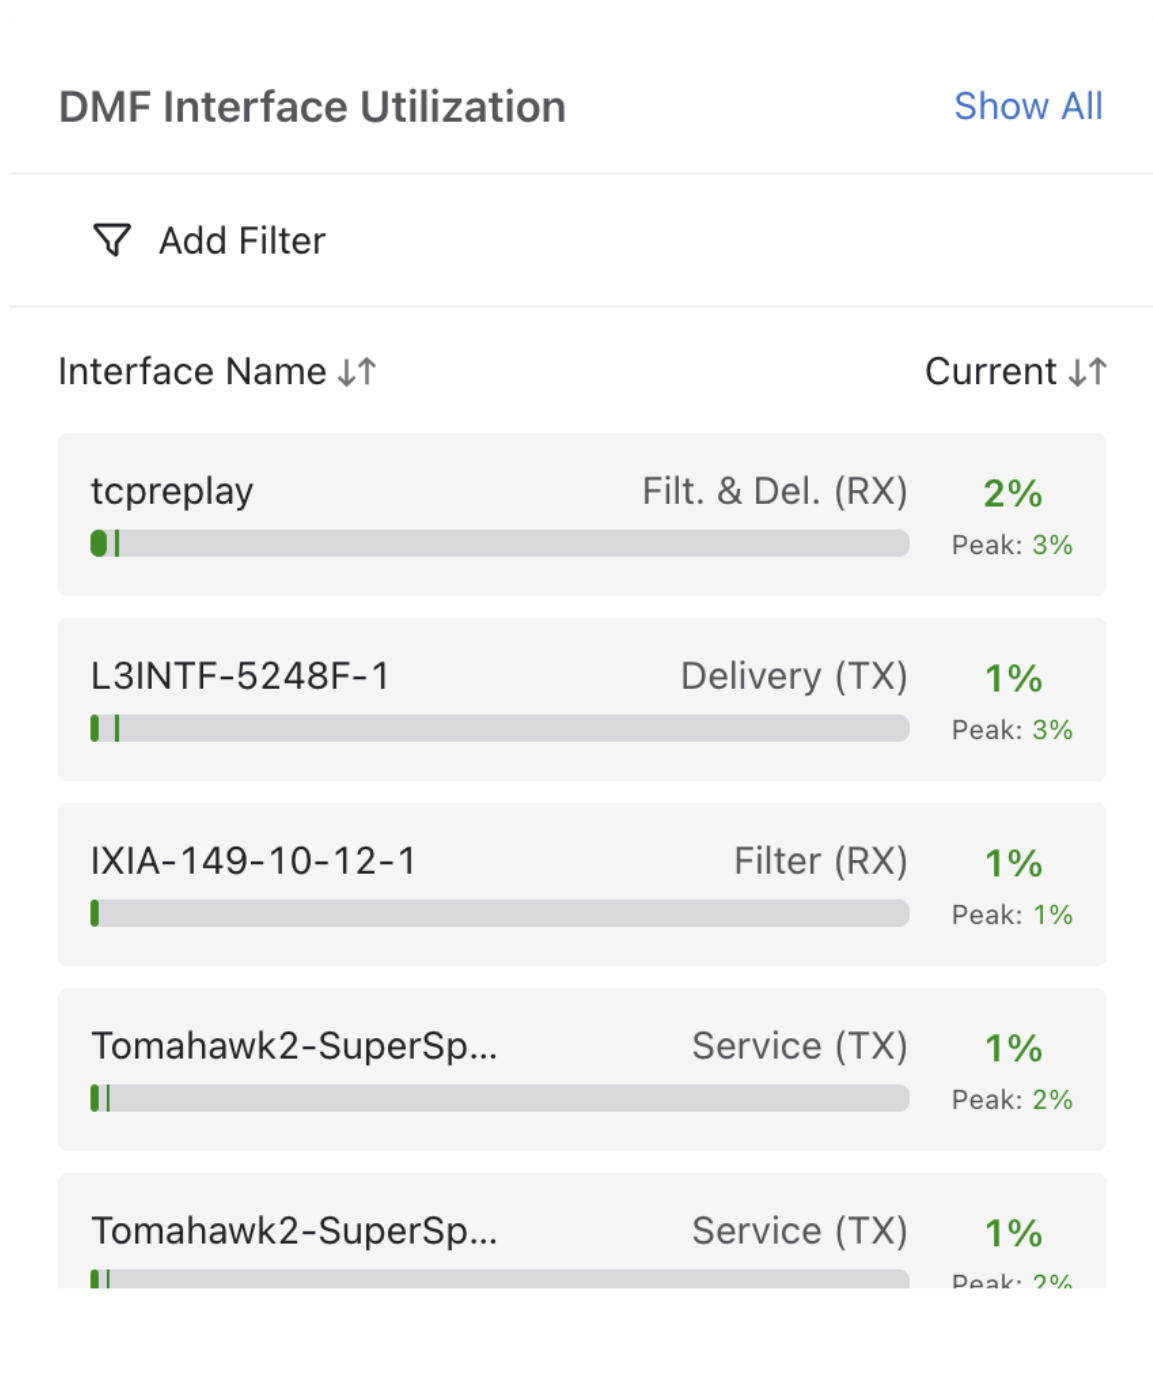 DMF Interface Utilization Show All
Add Filter
Interface Name ↓↑ Current ↓↑
tcpreplay Filt. & Del. (RX) 2%
Peak: 3%
L3INTF-5248F-1 Delivery (TX) 1%
Peak: 3%
IXIA-149-10-12-1 Filter (RX) 1%
Peak: 1%
Tomahawk2-SuperSp... Service (TX) 1%
Peak: 2%
Tomahawk2-SuperSp... Service (TX) 1%
Peak: 2%